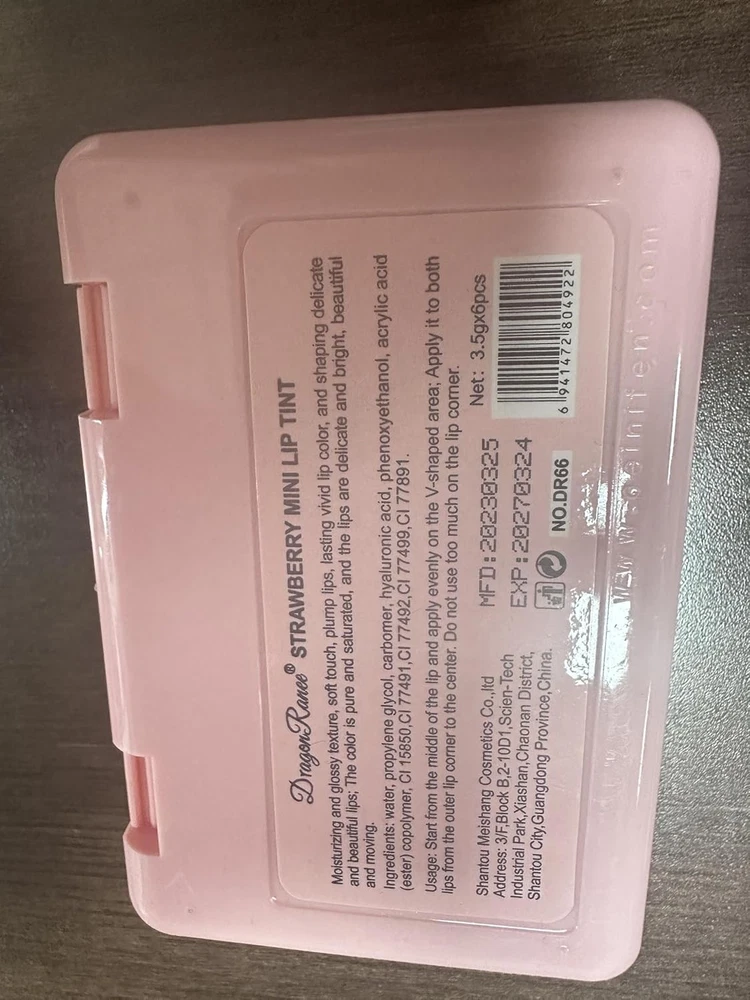 DragonRanee® STRAWBERRY MINI LIP TINT
Moisturizing and glossy texture, soft touch, plump lips, lasting vivid lip color, and shaping delicate
and beautiful lips; The color is pure and saturated, and the lips are delicate and bright, beautiful
and moving.
Ingredients: water, propylene glycol, carbomer, hyaluronic acid, phenoxyethanol, acrylic acid
(ester) copolymer, CI 15850,CI 77491,CI 77492,CI 77499,CI 77891.
Usage: Start from the middle of the lip and apply evenly on the V-shaped area; Apply it to both
lips from the outer lip corner to the center. Do not use too much on the lip corner.
Shantou Meishang Cosmetics Co.,ltd
Address: 3/F,Block B,2-10D1,Scien-Tech
Industrial Park,Xiashan,Chaonan District,
Shantou City,Guangdong Province,China.
MFD:20230325
EXP:20270324
NO.DR66
Net: 3.5gx6pcs
6 941472 804922